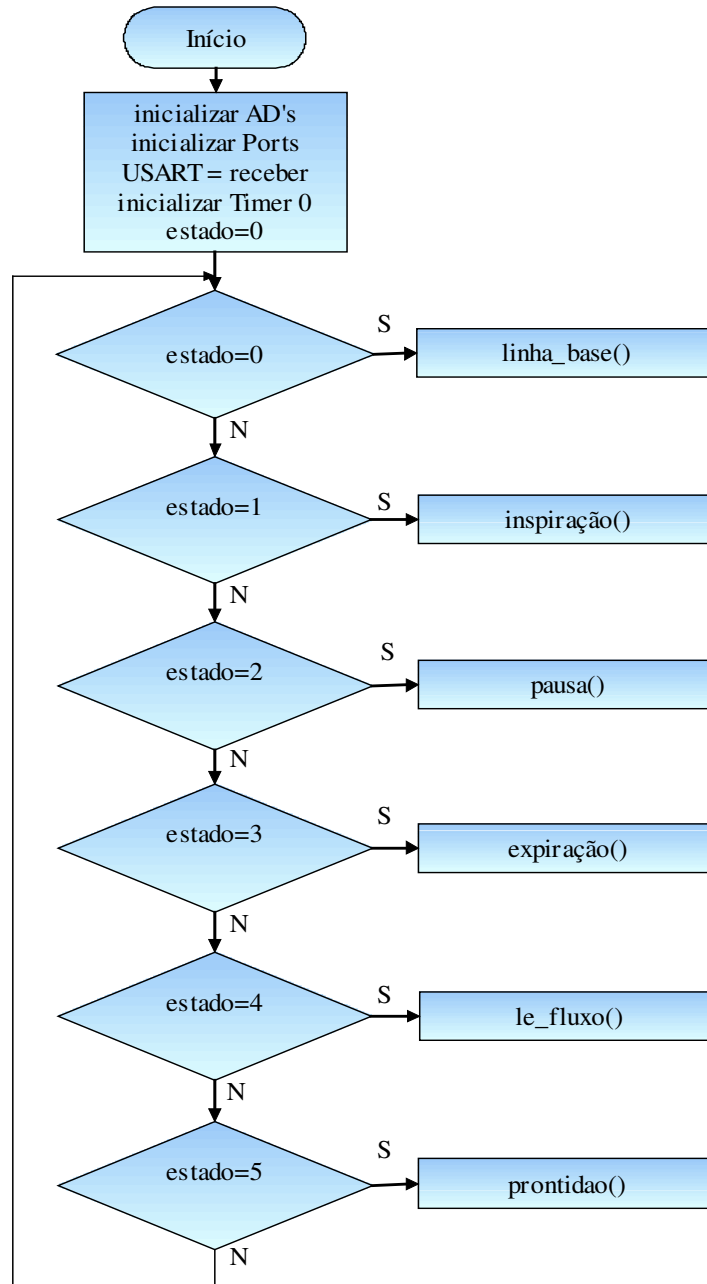 Início
inicializar AD's
inicializar Ports
USART = receber
inicializar Timer 0
estado=0
estado=0
S
linha_base()
N
estado=1
S
inspiração()
N
estado=2
S
pausa()
N
estado=3
S
expiração()
N
estado=4
S
le_fluxo()
N
estado=5
S
prontidao()
N